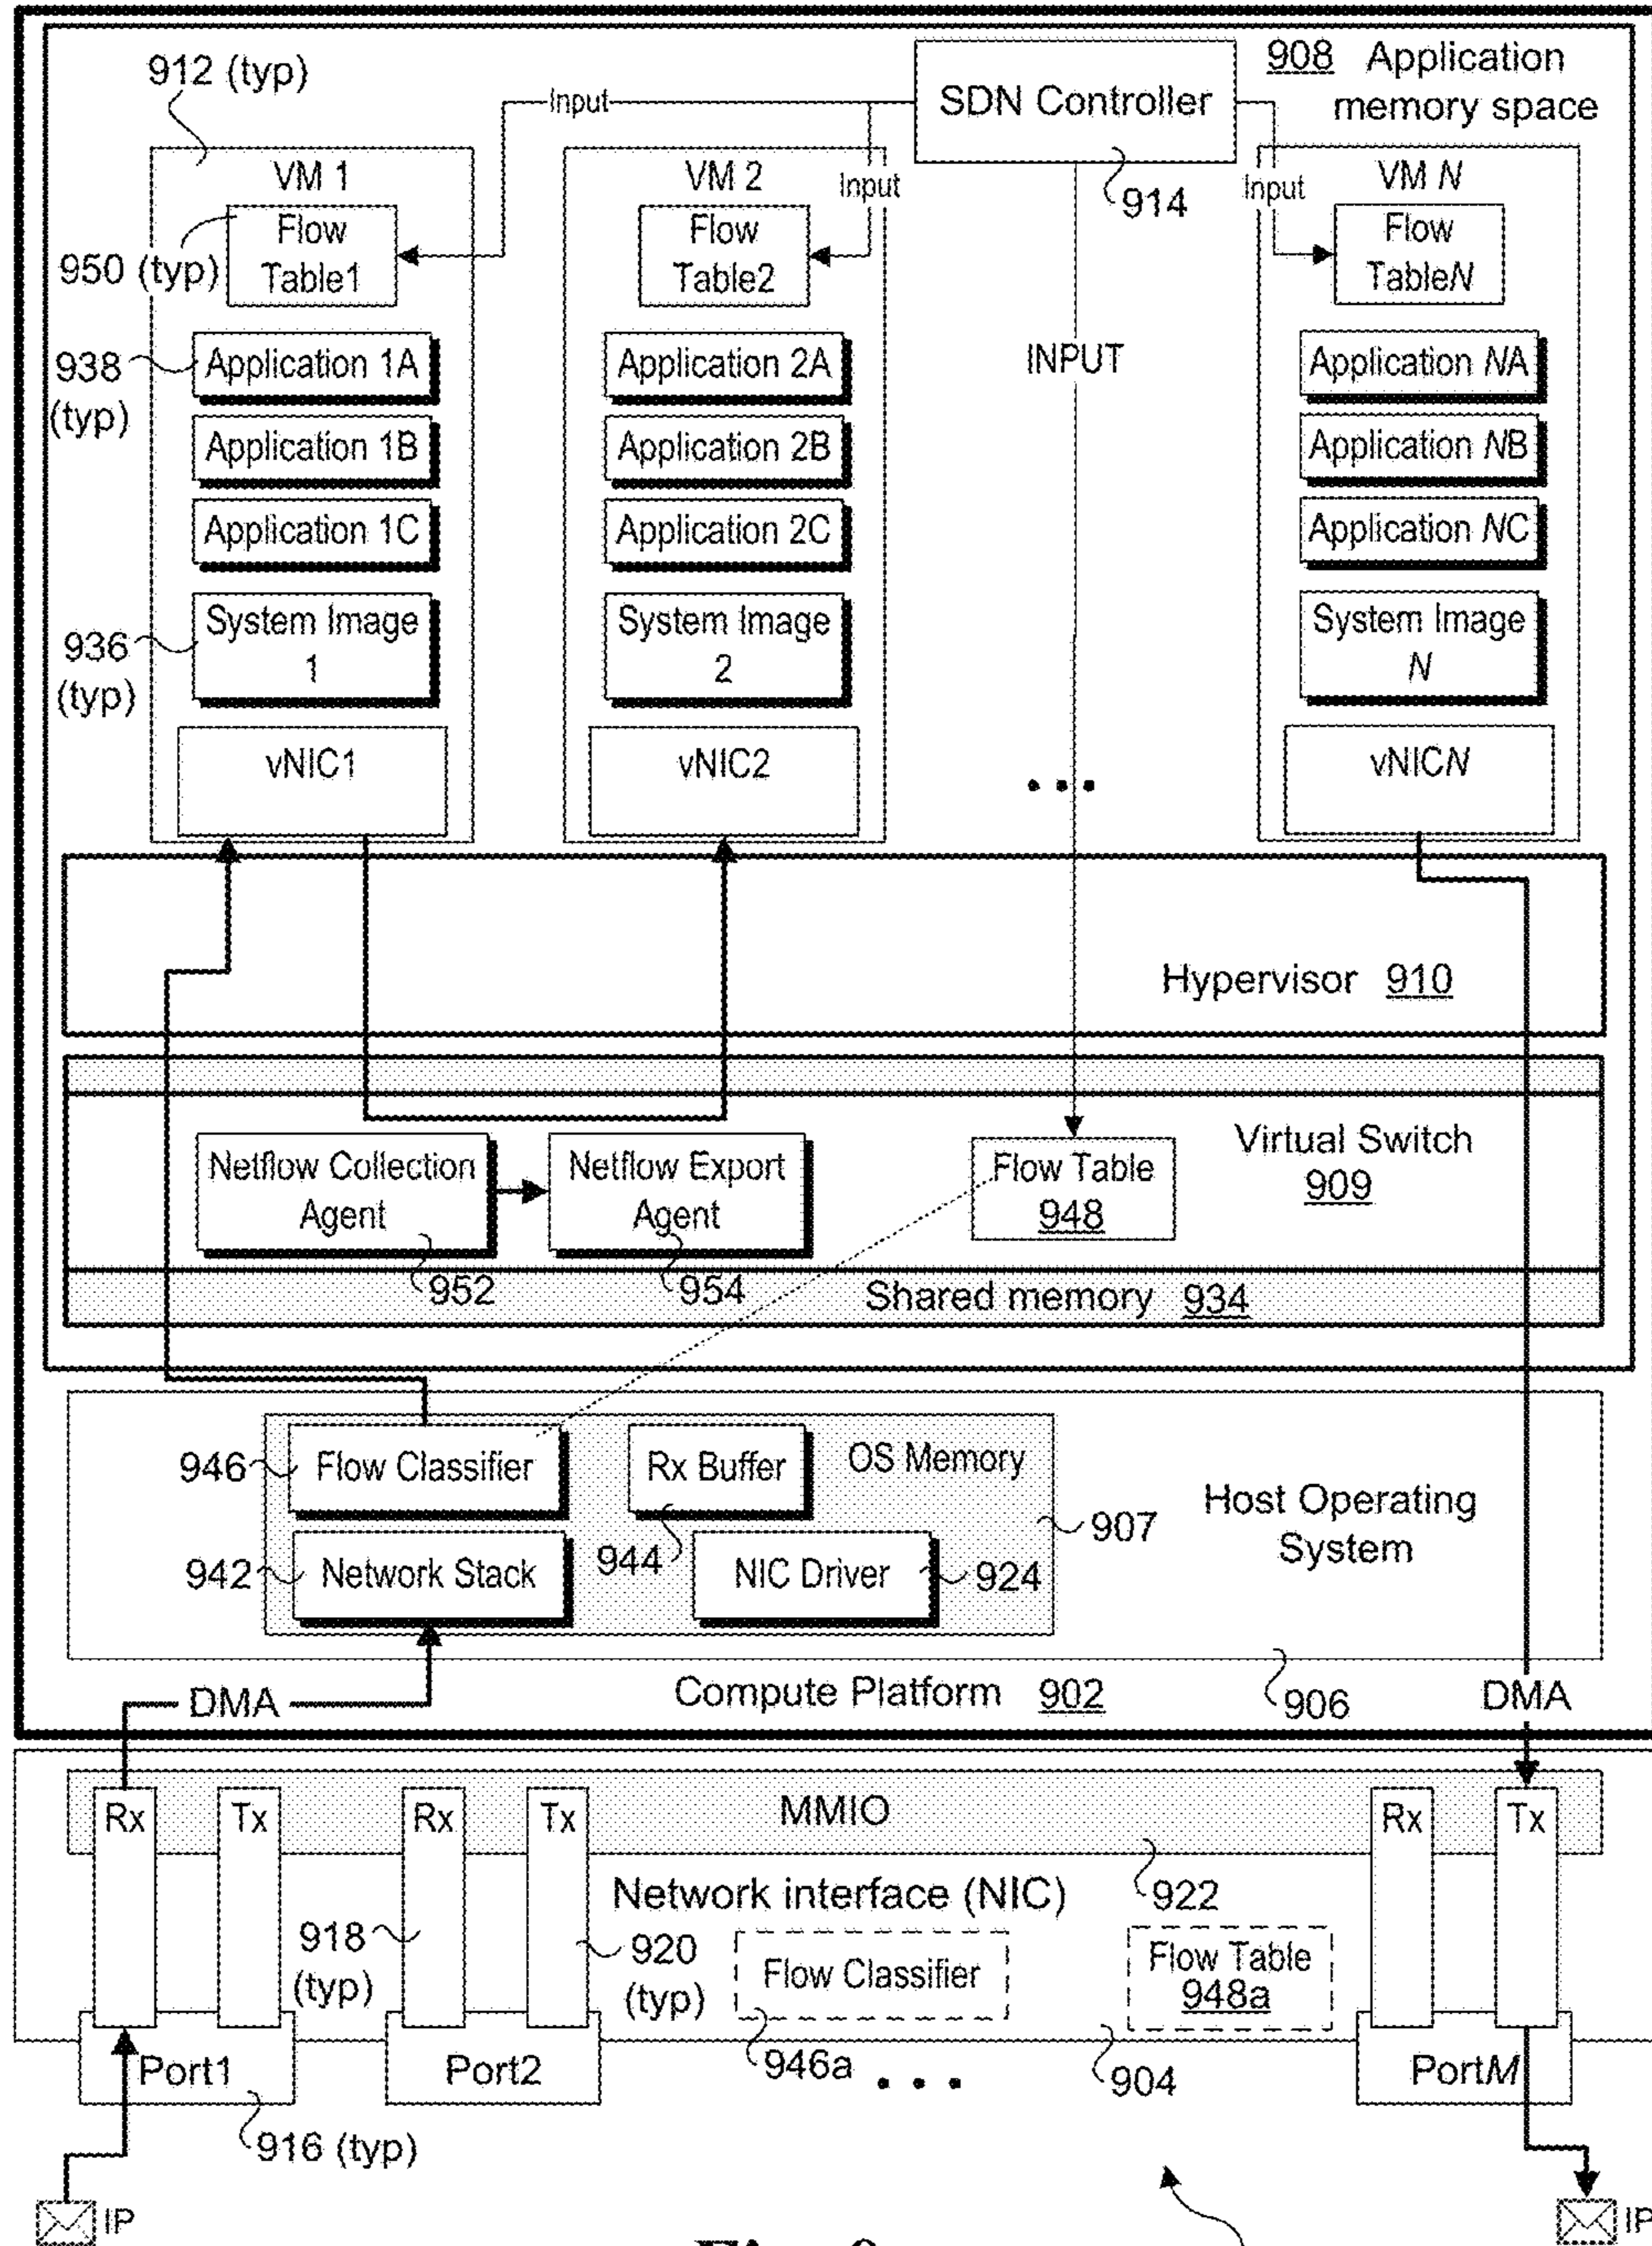 908 Application
memory space
912 (typ)
Input
SDN Controller
914
VM 1
Flow
Table1
950 (typ)
938
(typ)
Application 1A
Application 1B
Application 1C
936
(typ)
System Image
1
vNIC1
VM 2
Input
Flow
Table2
Application 2A
Application 2B
Application 2C
System Image
2
vNIC2
INPUT
• • •
Input
VM N
Flow
TableN
Application NA
Application NB
Application NC
System Image
N
vNICN
Hypervisor 910
Netflow Collection
Agent
952
Netflow Export
Agent
954
Flow Table
948
Virtual Switch
909
Shared memory 934
946
Flow Classifier
Rx Buffer
944
OS Memory
907
Host Operating
System
942
Network Stack
NIC Driver
924
DMA
Compute Platform 902
906
DMA
Rx
Tx
Rx
Tx
MMIO
Rx
Tx
Network interface (NIC)
922
918
(typ)
920
(typ)
Flow Classifier
946a
Flow Table
948a
904
Port1
Port2
• • •
PortM
916 (typ)
IP
IP